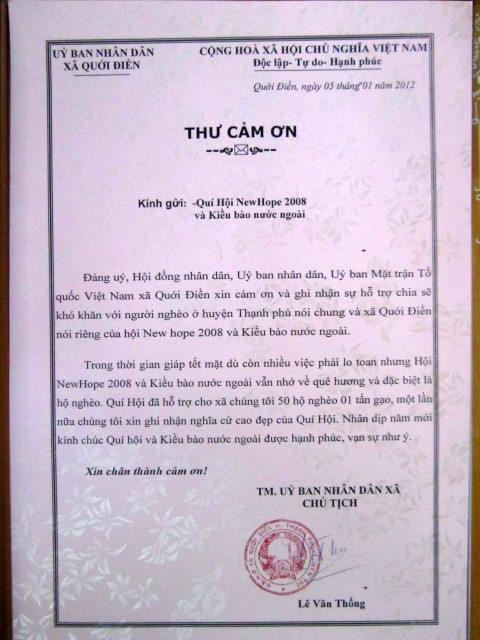 UỶ BAN NHÂN DÂN
XÃ QUỚI ĐIỀN
CỘNG HOÀ XÃ HỘI CHỦ NGHĨA VIỆT NAM
Độc lập- Tự do- Hạnh phúc
Quới Điền, ngày 05 tháng 01 năm 2012
THƯ CẢM ƠN
Kính gửi: -Quí Hội NewHope 2008
và Kiều bào nước ngoài
Đảng uỷ, Hội đồng nhân dân, Uỷ ban nhân dân, Uỷ ban Mặt trận Tổ
quốc Việt Nam xã Quới Điền xin cảm ơn và ghi nhận sự hỗ trợ chia sẽ
khó khăn với người nghèo ở huyện Thạnh phú nói chung và xã Quới Điền
nói riêng của hội New hope 2008 và Kiều bào nước ngoài.
Trong thời gian giáp tết mặt dù còn nhiều việc phải lo toan nhưng Hội
NewHope 2008 và Kiều bào nước ngoài vẫn nhớ về quê hương và đặc biệt là
hộ nghèo. Quí Hội đã hỗ trợ cho xã chúng tôi 50 hộ nghèo 01 tấn gạo, một lần
nữa chúng tôi xin ghi nhận nghĩa cử cao đẹp của Quí Hội. Nhân dịp năm mới
kính chúc Quí hội và Kiều bào nước ngoài được hạnh phúc, vạn sự như ý.
Xin chân thành cảm ơn!
TM. UỶ BAN NHÂN DÂN XÃ
CHỦ TỊCH
Lê Văn Thống